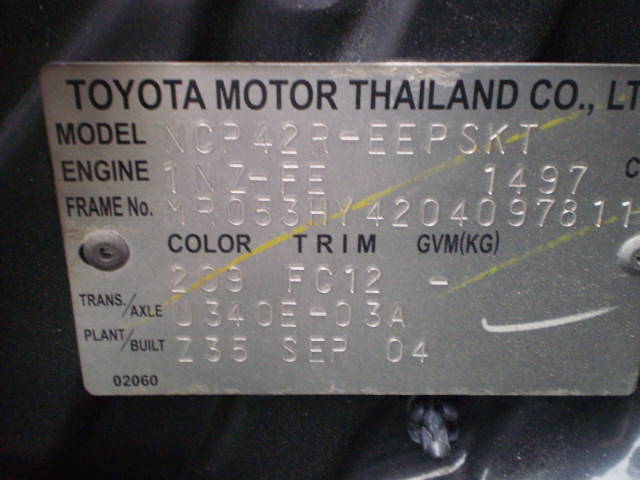 TOYOTA MOTOR THAILAND CO., LT
MODEL NCP42R-EEPSKT
ENGINE 1NZ-FE 1497 C
FRAME No. MR053HY4204097811
COLOR TRIM GVM(KG)
209 FC12 -
TRANS./AXLE U340E-03A
PLANT/BUILT Z35 SEP 04
02060